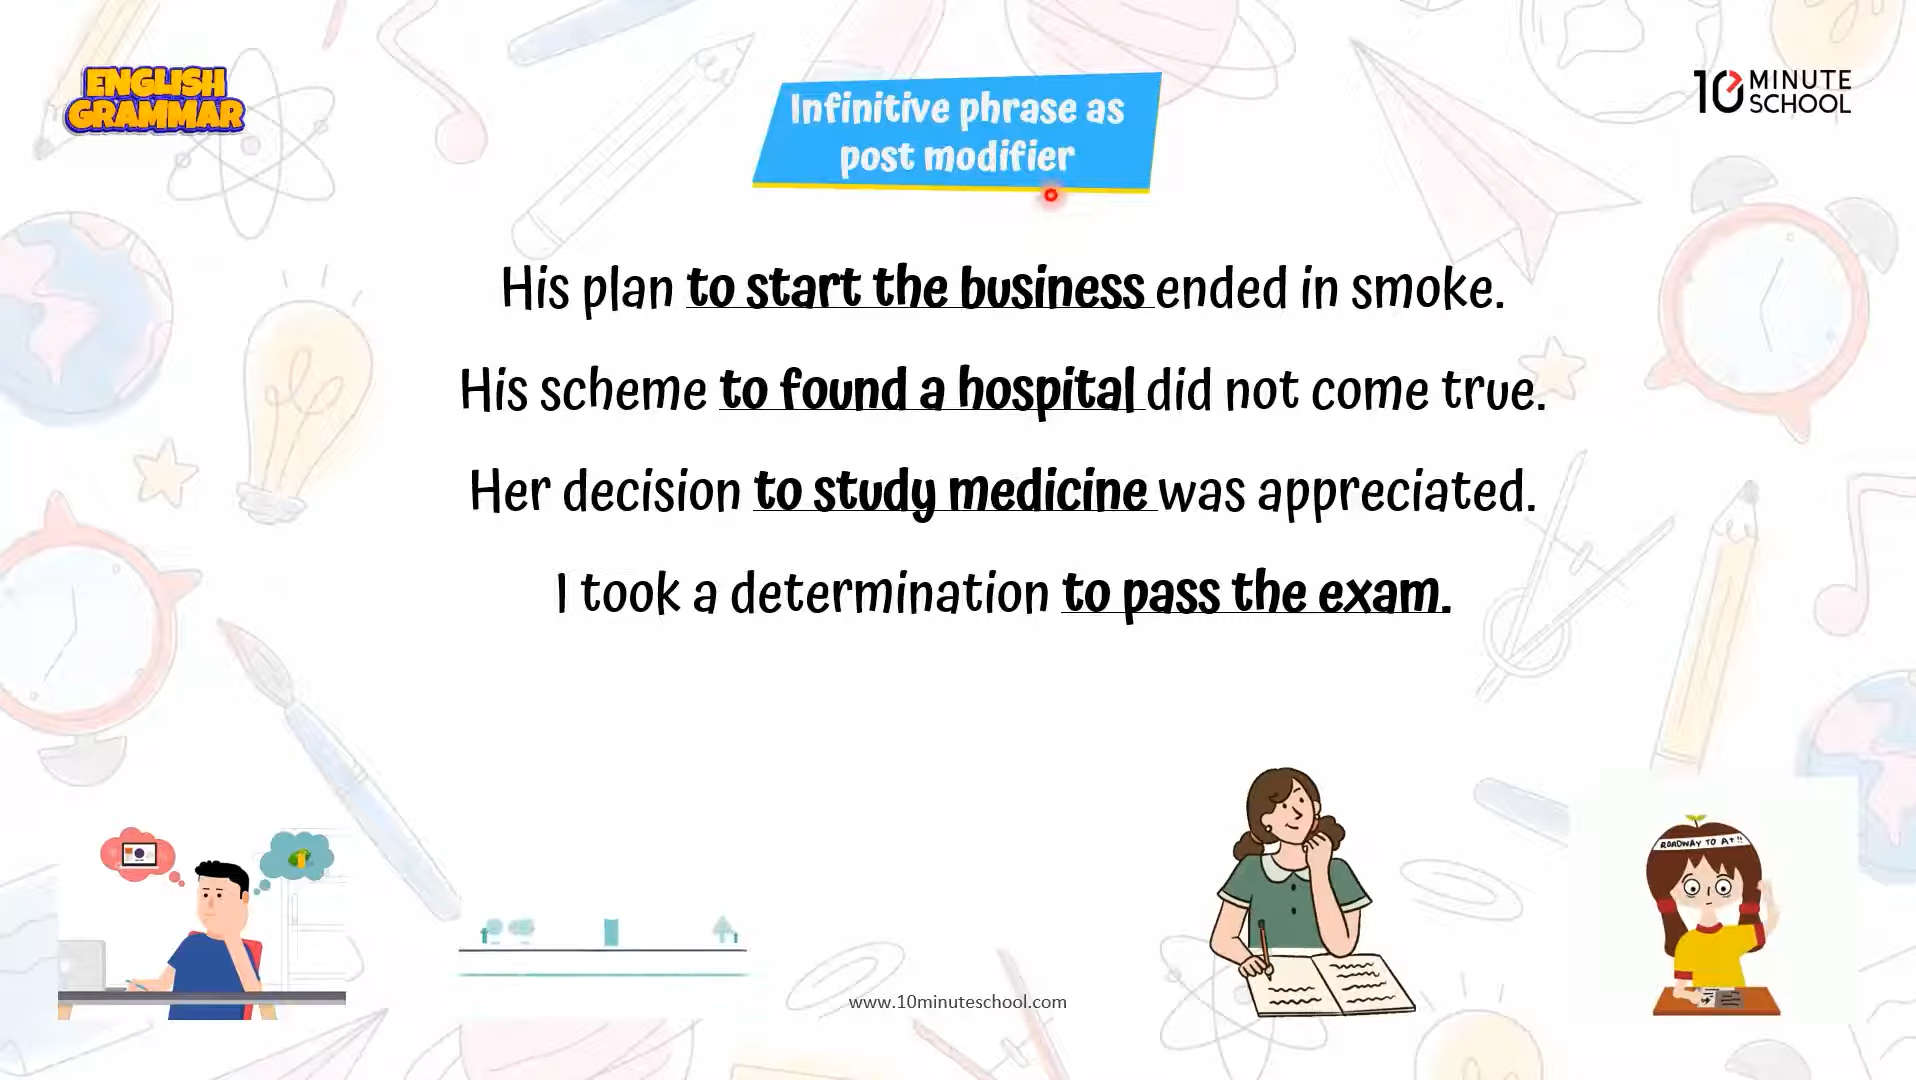 ENGLISH
GRAMMAR
Infinitive phrase as
post modifier
10 MINUTE
SCHOOL
His plan to start the business ended in smoke.
His scheme to found a hospital did not come true.
Her decision to study medicine was appreciated.
I took a determination to pass the exam.
ROADWAY TO A+!!
www.10minuteschool.com